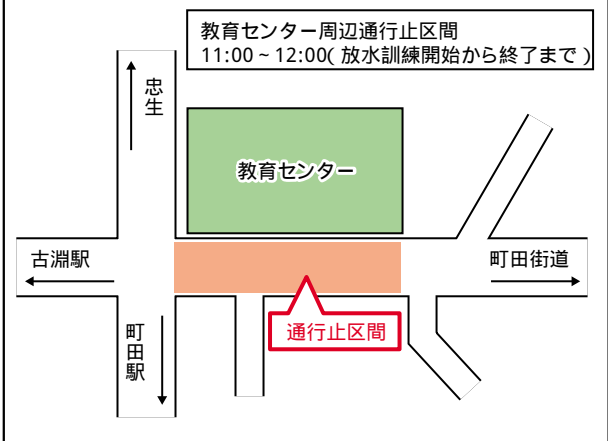 教育センター周辺通行止区間
11:00～12:00(放水訓練開始から終了まで)
忠生
教育センター
古淵駅
町田街道
通行止区間
町田駅